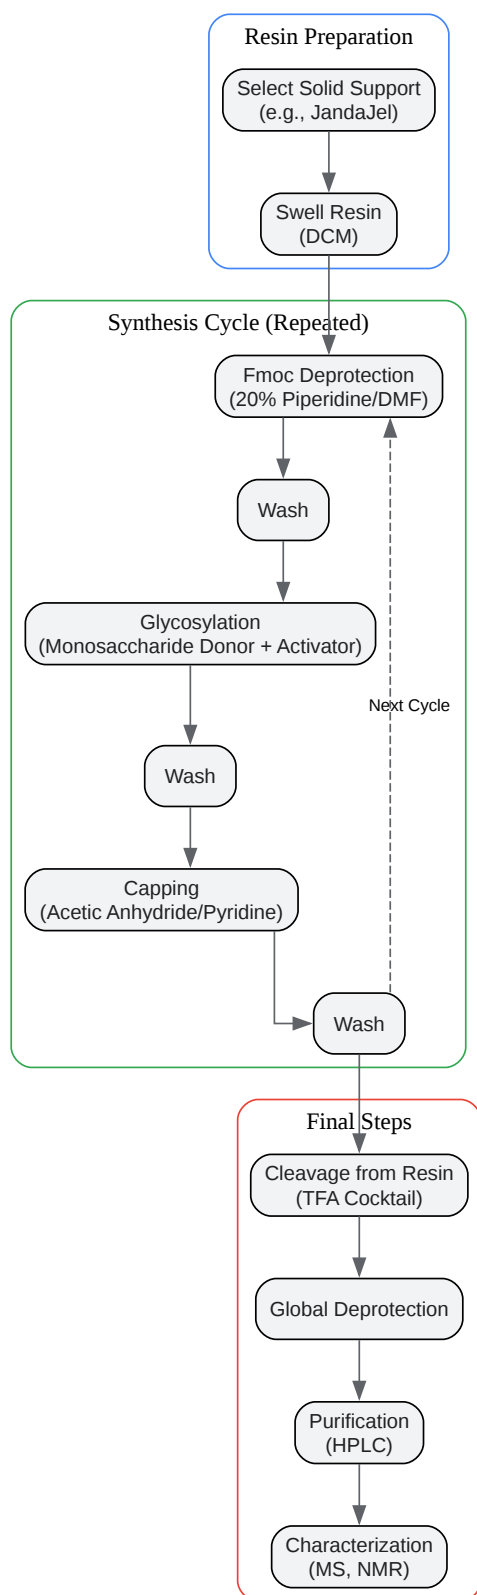 Resin Preparation
Select Solid Support
(e.g., JandaJel)
Swell Resin
(DCM)
Synthesis Cycle (Repeated)
Fmoc Deprotection
(20% Piperidine/DMF)
Wash
Glycosylation
(Monosaccharide Donor + Activator)
Next Cycle
Wash
Capping
(Acetic Anhydride/Pyridine)
Wash
Final Steps
Cleavage from Resin
(TFA Cocktail)
Global Deprotection
Purification
(HPLC)
Characterization
(MS, NMR)